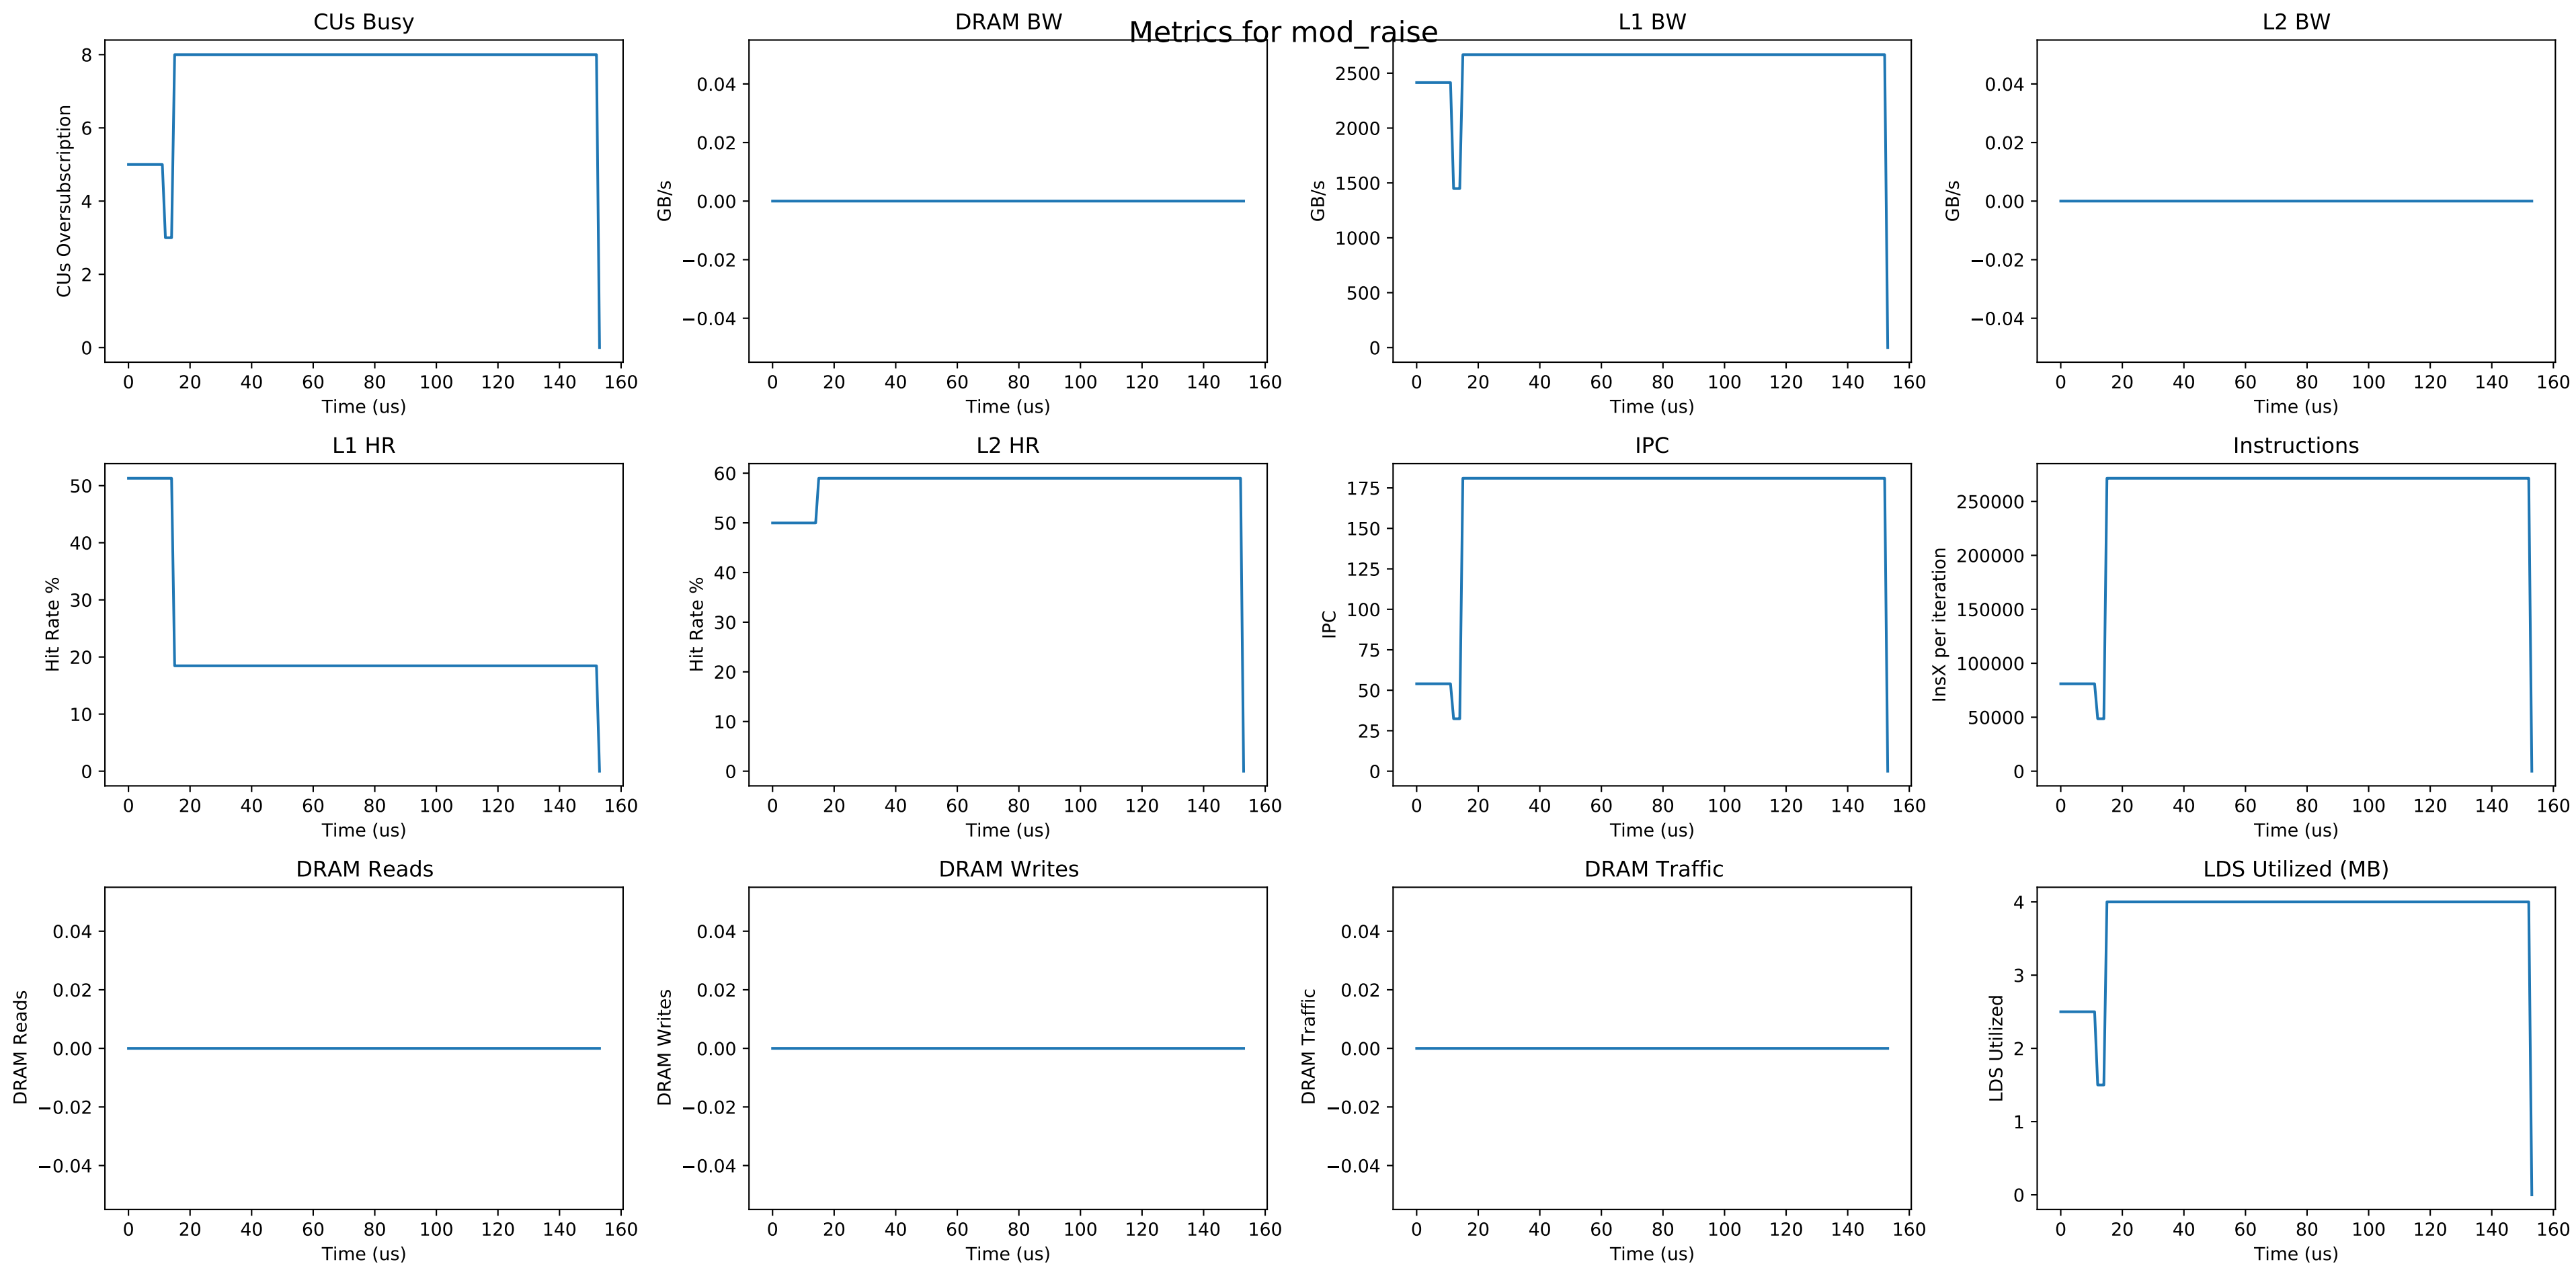 Metrics for mod_raise
CUs Busy
CUs Oversubscription
8
6
4
2
0
0 20 40 60 80 100 120 140 160
Time (us)
DRAM BW
GB/s
0.04
0.02
0.00
−0.02
−0.04
0 20 40 60 80 100 120 140 160
Time (us)
L1 BW
GB/s
2500
2000
1500
1000
500
0
0 20 40 60 80 100 120 140 160
Time (us)
L2 BW
GB/s
0.04
0.02
0.00
−0.02
−0.04
0 20 40 60 80 100 120 140 160
Time (us)
L1 HR
Hit Rate %
50
40
30
20
10
0
0 20 40 60 80 100 120 140 160
Time (us)
L2 HR
Hit Rate %
60
50
40
30
20
10
0
0 20 40 60 80 100 120 140 160
Time (us)
IPC
IPC
175
150
125
100
75
50
25
0
0 20 40 60 80 100 120 140 160
Time (us)
Instructions
InsX per iteration
250000
200000
150000
100000
50000
0
0 20 40 60 80 100 120 140 160
Time (us)
DRAM Reads
DRAM Reads
0.04
0.02
0.00
−0.02
−0.04
0 20 40 60 80 100 120 140 160
Time (us)
DRAM Writes
DRAM Writes
0.04
0.02
0.00
−0.02
−0.04
0 20 40 60 80 100 120 140 160
Time (us)
DRAM Traffic
DRAM Traffic
0.04
0.02
0.00
−0.02
−0.04
0 20 40 60 80 100 120 140 160
Time (us)
LDS Utilized (MB)
LDS Utilized
4
3
2
1
0
0 20 40 60 80 100 120 140 160
Time (us)